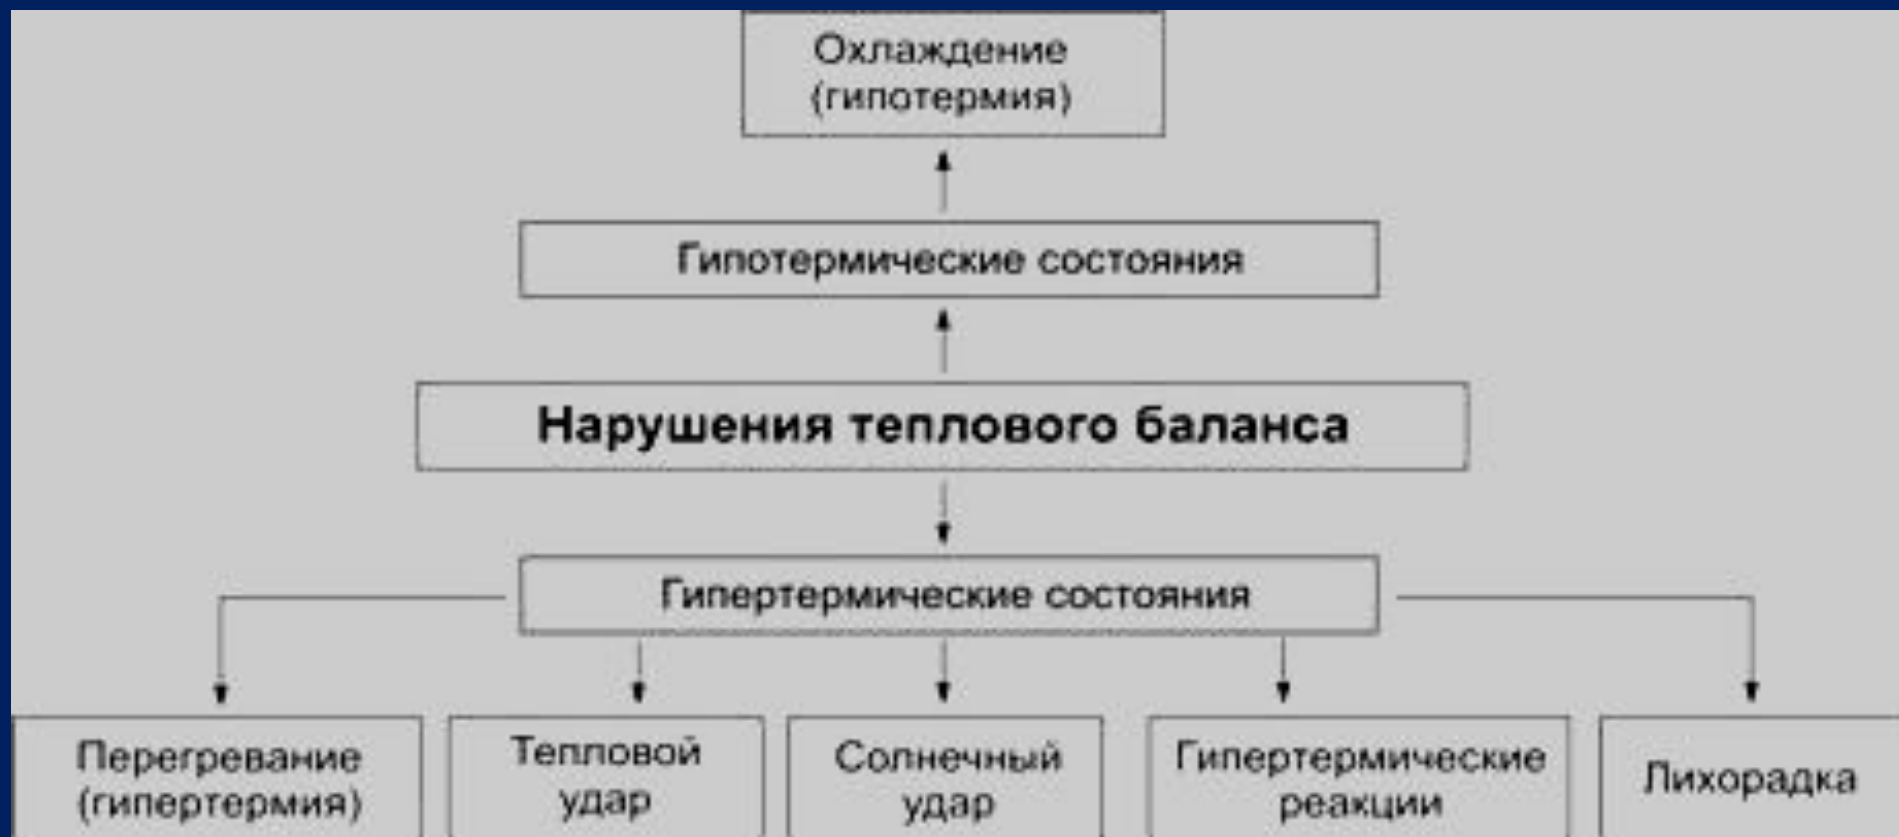 Охлаждение
(гипотермия)
Гипотермические состояния
Нарушения теплового баланса
Гипертермические состояния
Перегревание
(гипертермия)
Тепловой
удар
Солнечный
удар
Гипертермические
реакции
Лихорадка